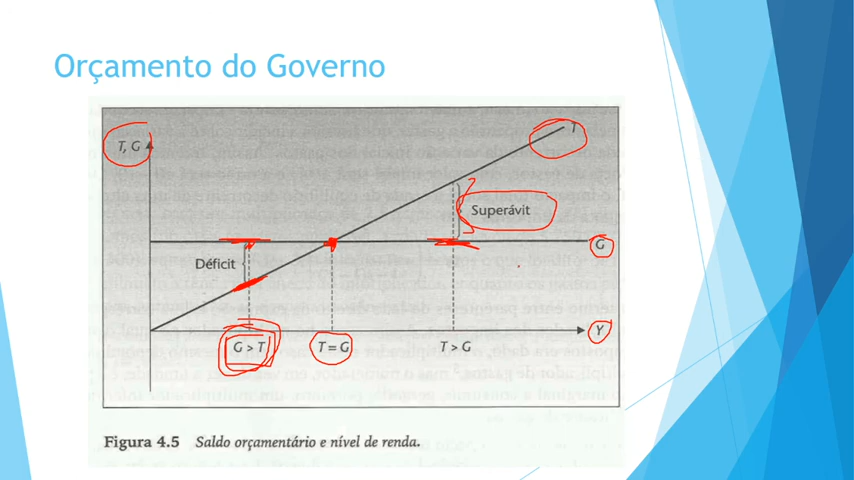 Orçamento do Governo
T, G
T
Superávit
G
Déficit
Y
G > T
T = G
T > G
Figura 4.5 Saldo orçamentário e nível de renda.